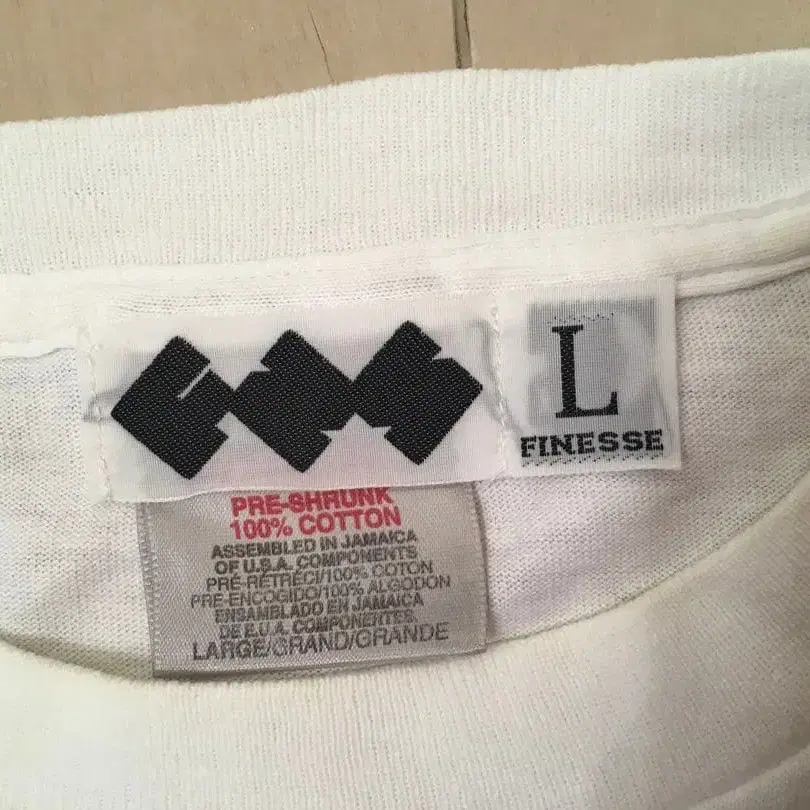 L
FINESSE
PRE-SHRUNK
100% COTTON
ASSEMBLED IN JAMAICA
OF U.S.A. COMPONENTS
PRÉ-RÉTRÉCI/100% COTON
PRE-ENCOGIDO/100% ALGODON
ENSAMBLADO EN JAMAICA
DE E.U.A. COMPONENTES.
LARGE/GRAND/GRANDE